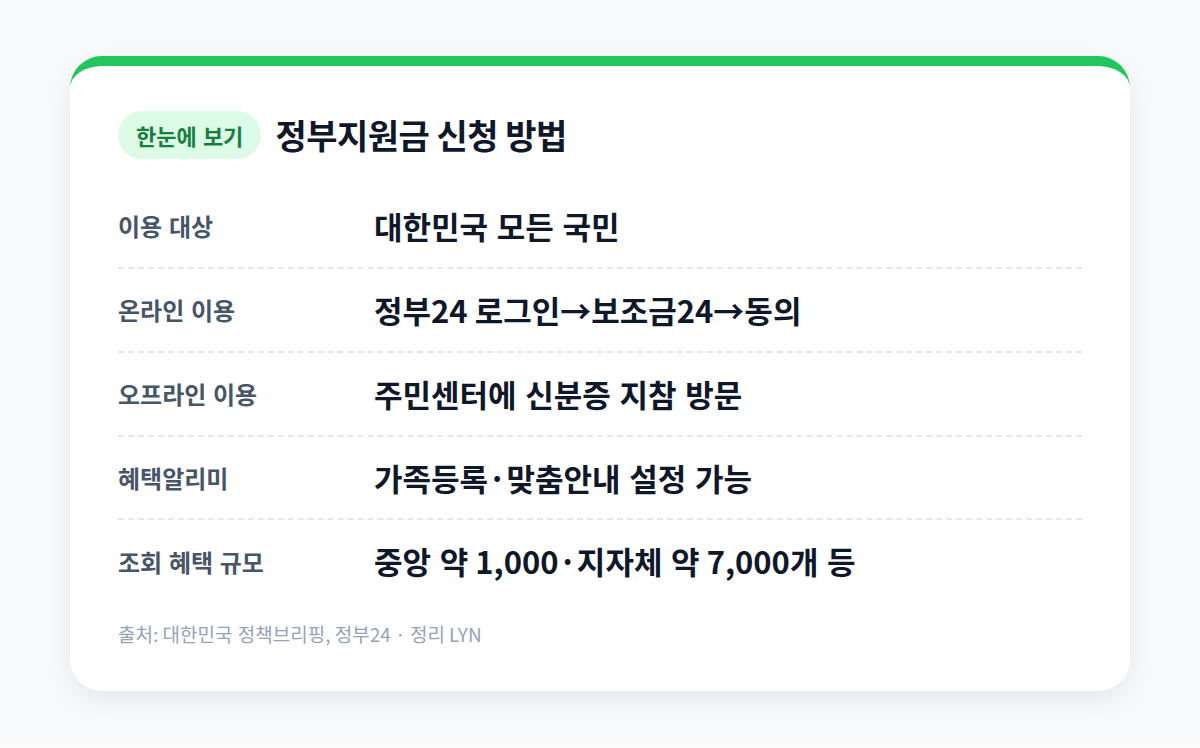 한눈에 보기 정부지원금 신청 방법
이용 대상 대한민국 모든 국민
온라인 이용 정부24 로그인→보조금24→동의
오프라인 이용 주민센터에 신분증 지참 방문
혜택알리미 가족등록·맞춤안내 설정 가능
조회 혜택 규모 중앙 약 1,000·지자체 약 7,000개 등
출처: 대한민국 정책브리핑, 정부24 · 정리 LYN